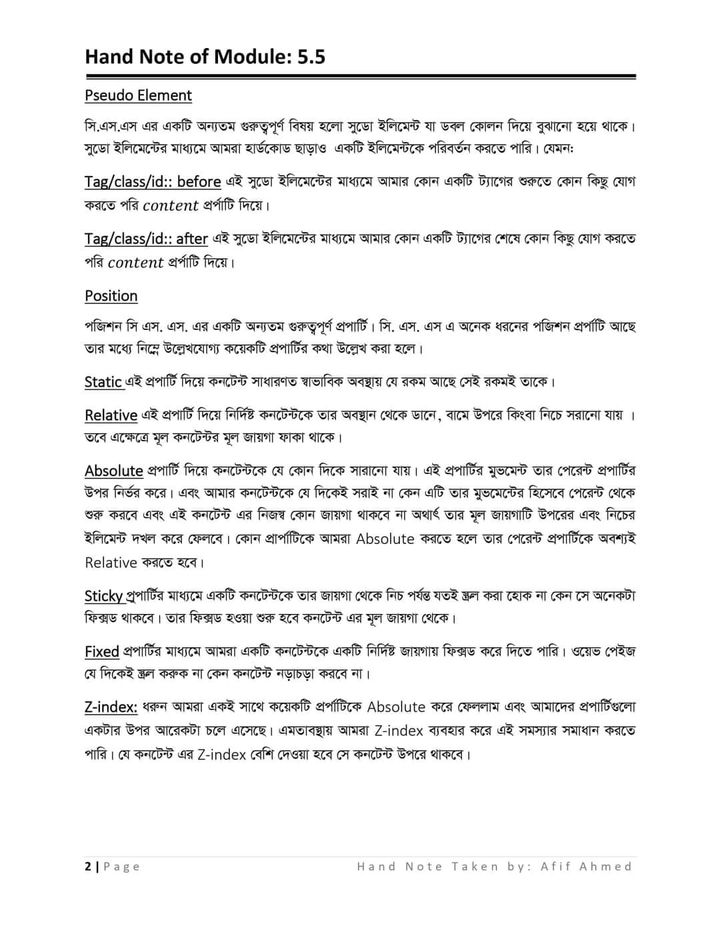 Hand Note of Module: 5.5
Pseudo Element
সি.এস.এস এর একটি অন্যতম গুরুত্বপূর্ণ বিষয় হলো সুডো ইলিমেন্ট যা ডবল কোলন দিয়ে বুঝানো হয়ে থাকে।
সুডো ইলিমেন্টের মাধ্যমে আমরা হার্ডকোড ছাড়াও একটি ইলিমেন্টকে পরিবর্তন করতে পারি। যেমন:
Tag/class/id:: before এই সুডো ইলিমেন্টের মাধ্যমে আমার কোন একটি ট্যাগের শুরুতে কোন কিছু যোগ
করতে পরি content প্রর্পাটি দিয়ে।
Tag/class/id:: after এই সুডো ইলিমেন্টের মাধ্যমে আমার কোন একটি ট্যাগের শেষে কোন কিছু যোগ করতে
পরি content প্রর্পাটি দিয়ে।
Position
পজিশন সি এস. এস. এর একটি অন্যতম গুরুত্বপূর্ণ প্রপার্টি। সি. এস. এস এ অনেক ধরনের পজিশন প্রর্পাটি আছে
তার মধ্যে নিম্নে উল্লেখযোগ্য কয়েকটি প্রপার্টির কথা উল্লেখ করা হলে।
Static এই প্রপার্টি দিয়ে কনটেন্ট সাধারণত স্বাভাবিক অবস্থায় যে রকম আছে সেই রকমই তাকে।
Relative এই প্রপার্টি দিয়ে নির্দিষ্ট কনটেন্টকে তার অবস্থান থেকে ডানে, বামে উপরে কিংবা নিচে সরানো যায় ।
তবে এক্ষেত্রে মূল কনটেন্টর মূল জায়গা ফাকা থাকে।
Absolute প্রপার্টি দিয়ে কনটেন্টকে যে কোন দিকে সারানো যায়। এই প্রপার্টির মুভমেন্ট তার পেরেন্ট প্রপার্টির
উপর নির্ভর করে। এবং আমার কনটেন্টকে যে দিকেই সরাই না কেন এটি তার মুভমেন্টের হিসেবে পেরেন্ট থেকে
শুরু করবে এবং এই কনটেন্ট এর নিজস্ব কোন জায়গা থাকবে না অথার্থ তার মূল জায়গাটি উপরের এবং নিচের
ইলিমেন্ট দখল করে ফেলবে। কোন প্রার্পাটিকে আমরা Absolute করতে হলে তার পেরেন্ট প্রপার্টিকে অবশ্যই
Relative করতে হবে।
Sticky প্রপার্টির মাধ্যমে একটি কনটেন্টকে তার জায়গা থেকে নিচ পর্যন্ত যতই স্ক্রল করা হোক না কেন সে অনেকটা
ফিক্সড থাকবে। তার ফিক্সড হওয়া শুরু হবে কনটেন্ট এর মূল জায়গা থেকে।
Fixed প্রপার্টির মাধ্যমে আমরা একটি কনটেন্টকে একটি নির্দিষ্ট জায়গায় ফিক্সড করে দিতে পারি। ওয়েভ পেইজ
যে দিকেই স্ক্রল করুক না কেন কনটেন্ট নড়াচড়া করবে না।
Z-index: ধরুন আমরা একই সাথে কয়েকটি প্রর্পাটিকে Absolute করে ফেললাম এবং আমাদের প্রপার্টিগুলো
একটার উপর আরেকটা চলে এসেছে। এমতাবস্থায় আমরা Z-index ব্যবহার করে এই সমস্যার সমাধান করতে
পারি। যে কনটেন্ট এর Z-index বেশি দেওয়া হবে সে কনটেন্ট উপরে থাকবে।
2 | Page Hand Note Taken by: Afif Ahmed